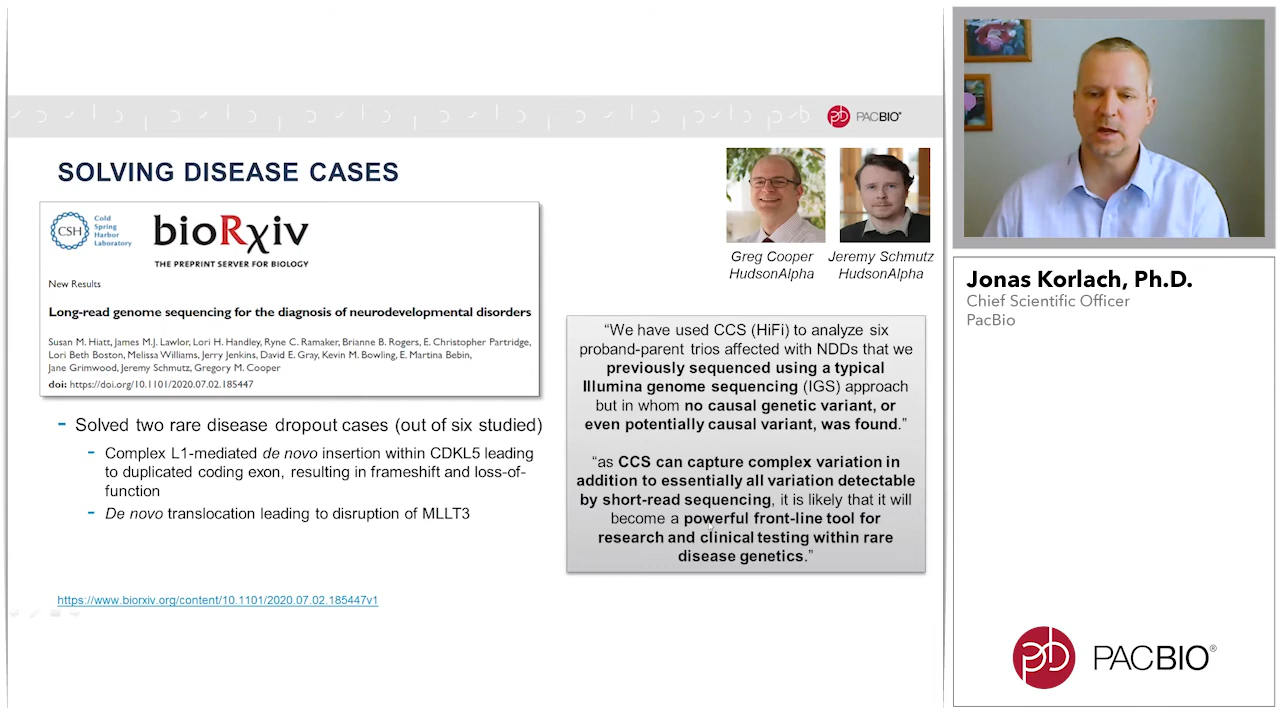 PACBIO®
SOLVING DISEASE CASES
CSH
Cold
Spring
Harbor
Laboratory
bioRxiv
THE PREPRINT SERVER FOR BIOLOGY
New Results
Long-read genome sequencing for the diagnosis of neurodevelopmental disorders
Susan M. Hiatt, James M.J. Lawlor, Lori H. Handley, Ryne C. Ramaker, Brianne B. Rogers, E. Christopher Partridge,
Lori Beth Boston, Melissa Williams, Jerry Jenkins, David E. Gray, Kevin M. Bowling, E. Martina Bebin,
Jane Grimwood, Jeremy Schmutz, Gregory M. Cooper
doi: https://doi.org/10.1101/2020.07.02.185447
- Solved two rare disease dropout cases (out of six studied)
- Complex L1-mediated de novo insertion within CDKL5 leading
to duplicated coding exon, resulting in frameshift and loss-of-
function
- De novo translocation leading to disruption of MLLT3
https://www.biorxiv.org/content/10.1101/2020.07.02.185447v1
Greg Cooper
HudsonAlpha
Jeremy Schmutz
HudsonAlpha
“We have used CCS (HiFi) to analyze six
proband-parent trios affected with NDDs that we
previously sequenced using a typical
Illumina genome sequencing (IGS) approach
but in whom no causal genetic variant, or
even potentially causal variant, was found.”
“as CCS can capture complex variation in
addition to essentially all variation detectable
by short-read sequencing, it is likely that it will
become a powerful front-line tool for
research and clinical testing within rare
disease genetics.”
Jonas Korlach, Ph.D.
Chief Scientific Officer
PacBio
PACBIO®